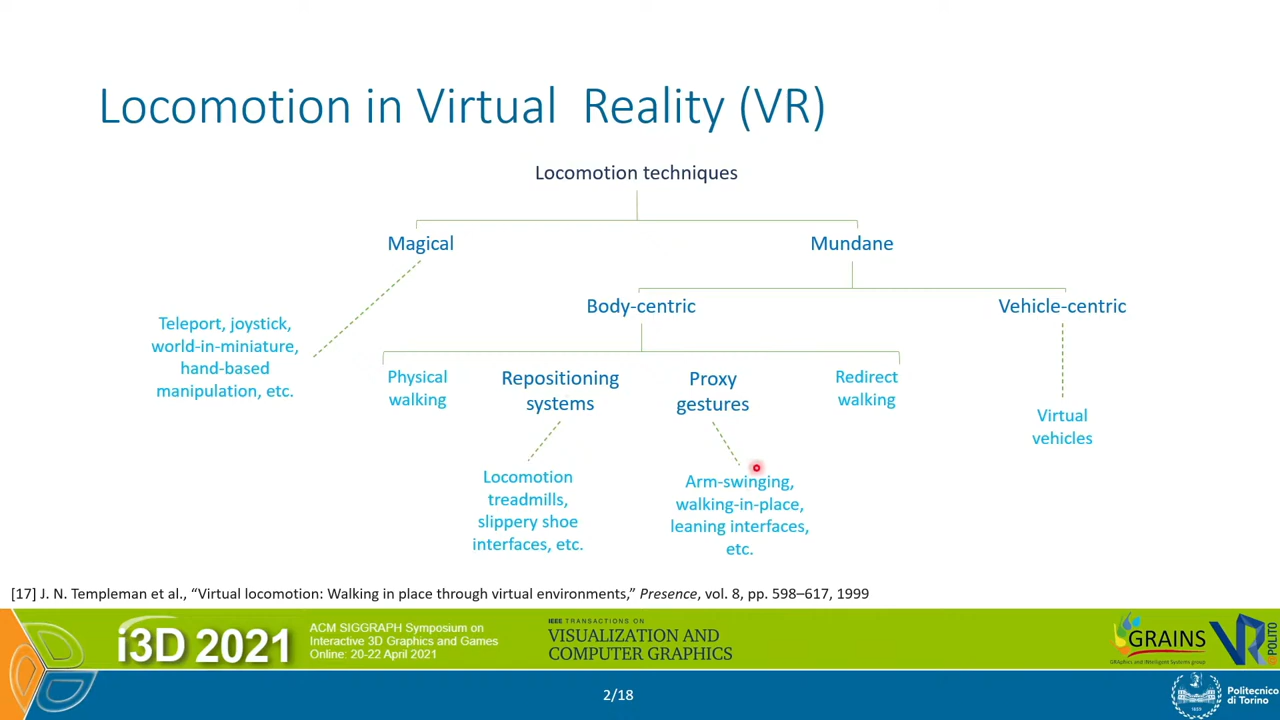 Locomotion in Virtual  Reality (VR)
Locomotion techniques
Magical
Mundane
Body-centric
Vehicle-centric
Teleport, joystick,
world-in-miniature,
hand-based
manipulation, etc.
Physical
walking
Repositioning
systems
Proxy
gestures
Redirect
walking
Virtual
vehicles
Locomotion
treadmills,
slippery shoe
interfaces, etc.
Arm-swinging,
walking-in-place,
leaning interfaces,
etc.
[17] J. N. Templeman et al., “Virtual locomotion: Walking in place through virtual environments,” Presence, vol. 8, pp. 598–617, 1999
i3D 2021
ACM SIGGRAPH Symposium on
Interactive 3D Graphics and Games
Online: 20-22 April 2021
IEEE TRANSACTIONS ON
VISUALIZATION AND
COMPUTER GRAPHICS
GRAINS
GRAphics and INtelligent Systems group
VR
@POLITO
2/18
Politecnico
di Torino
1859